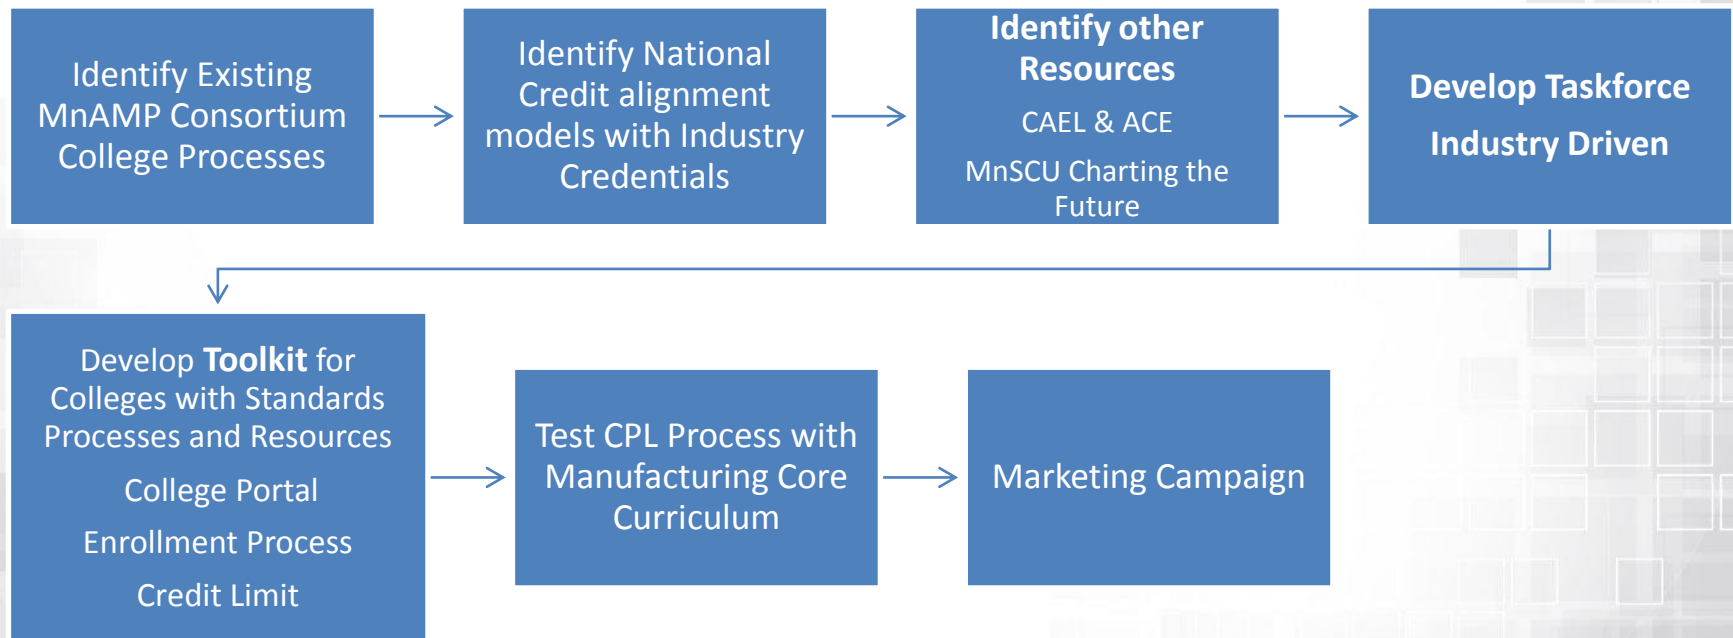 Identify Existing
MnAMP Consortium
College Processes
Identify National
Credit alignment
models with Industry
Credentials
Identify other
Resources
CAEL & ACE
MnSCU Charting the
Future
Develop Taskforce
Industry Driven
Develop Toolkit for
Colleges with Standards
Processes and Resources
College Portal
Enrollment Process
Credit Limit
Test CPL Process with
Manufacturing Core
Curriculum
Marketing Campaign